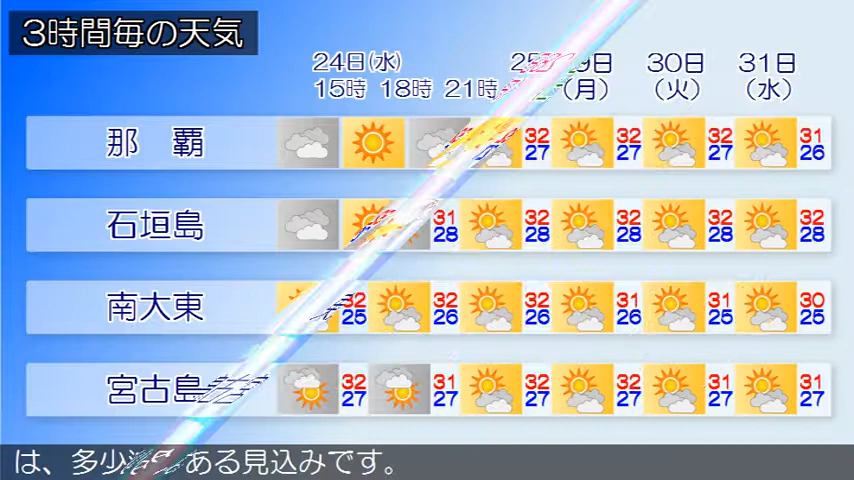 3時間毎の天気
24日(水) 日 30日 31日
15時 18時 21時 (月) (火) (水)
那覇 32 27 32 27 32 27 31 26
石垣島 31 28 32 28 32 28 32 28 32 28
南大東 32 25 32 26 32 26 31 26 31 25 30 25
宮古島 32 27 31 27 32 27 32 27 31 27 31 27
は、多少 ある見込みです。